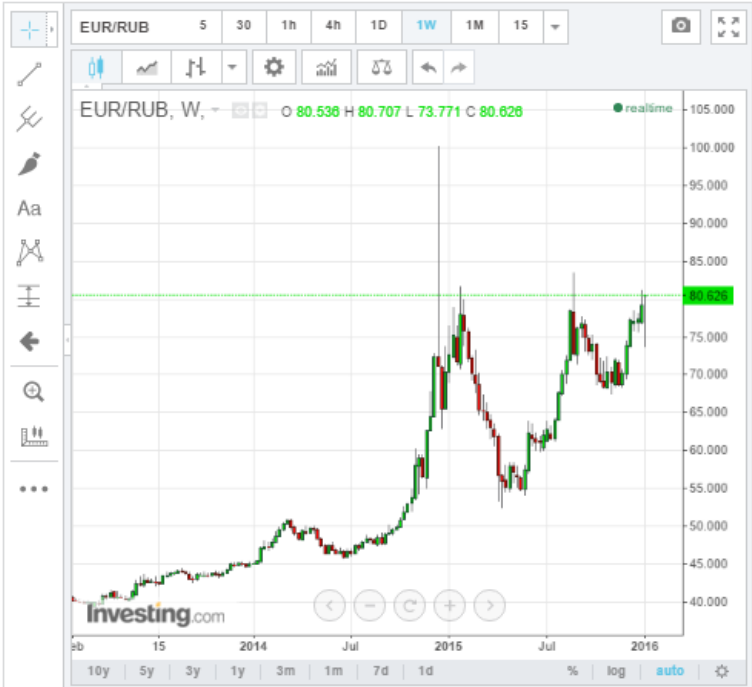 EUR/RUB 5 30 1h 4h 1D 1W 1M 15
EUR/RUB, W, O 80.536 H 80.707 L 73.771 C 80.626
realtime
Aa
105.000
100.000
95.000
90.000
85.000
80.626
75.000
70.000
65.000
60.000
55.000
50.000
45.000
40.000
Investing.com
eb 15 2014 Jul 2015 Jul 2016
10y 5y 3y 1y 3m 1m 7d 1d % log auto